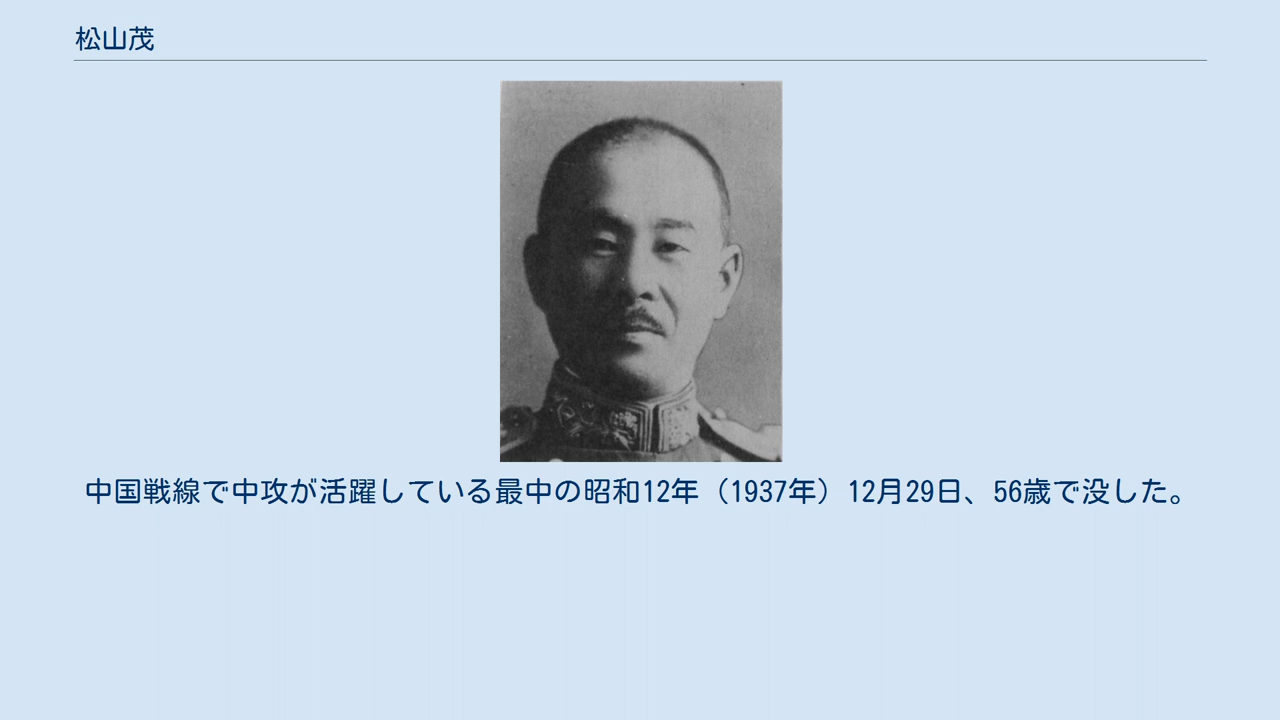 松山茂
中国戦線で中攻が活躍している最中の昭和12年（1937年）12月29日、56歳で没した。